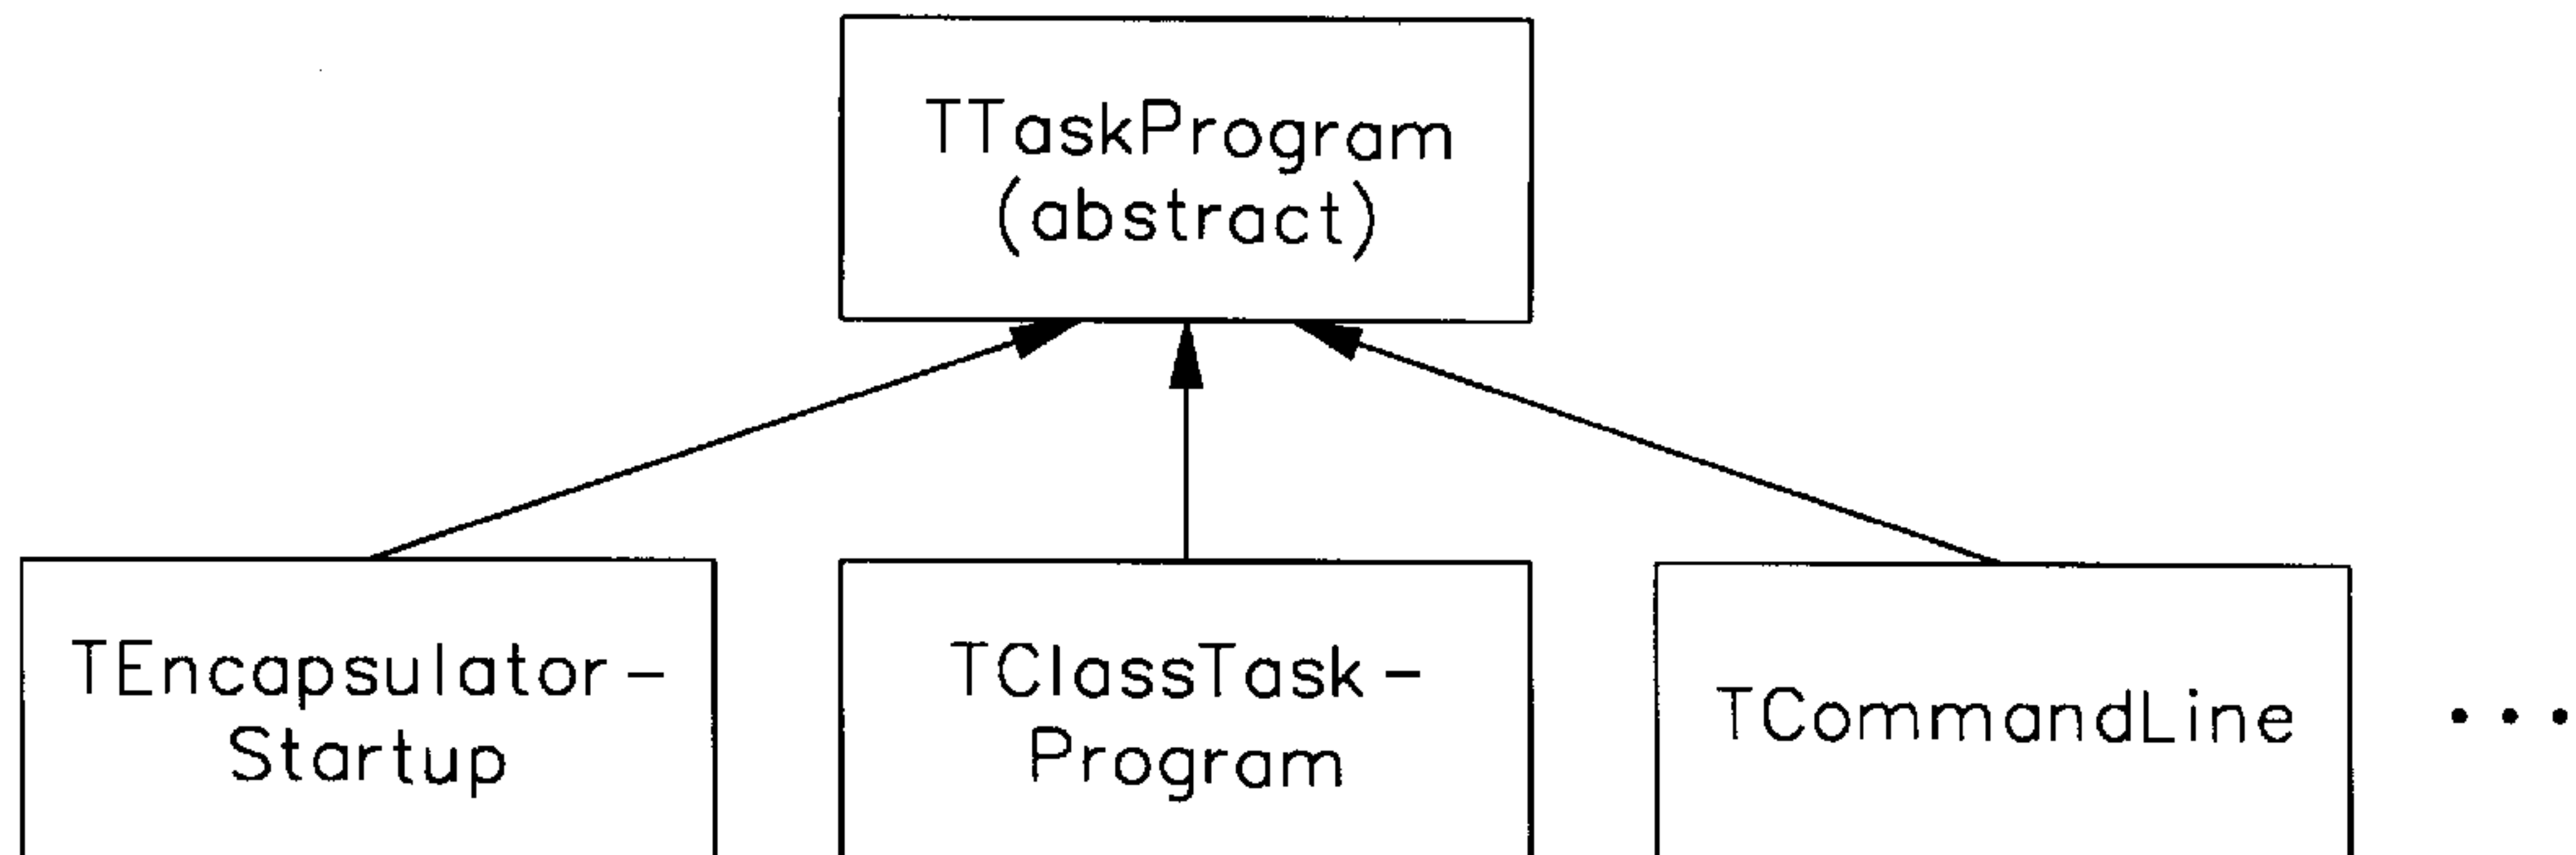 TTaskProgram
(abstract)
TEncapsulator-
Startup
TClassTask-
Program
TCommandLine
...